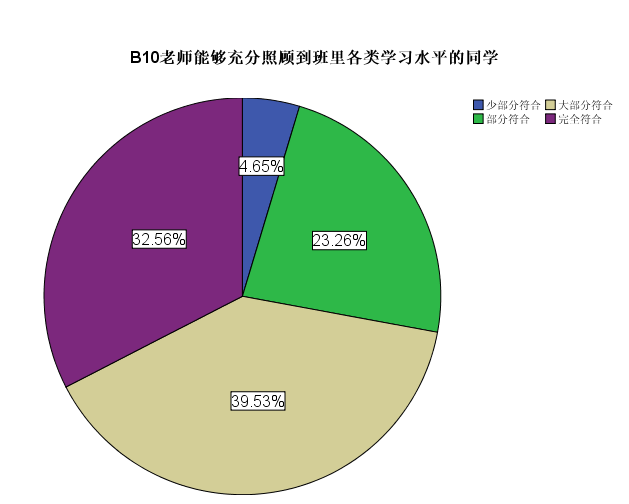 B10老师能够充分照顾到班里各类学习水平的同学
少部分符合 大部分符合
部分符合 完全符合
4.65%
32.56% 23.26%
39.53%